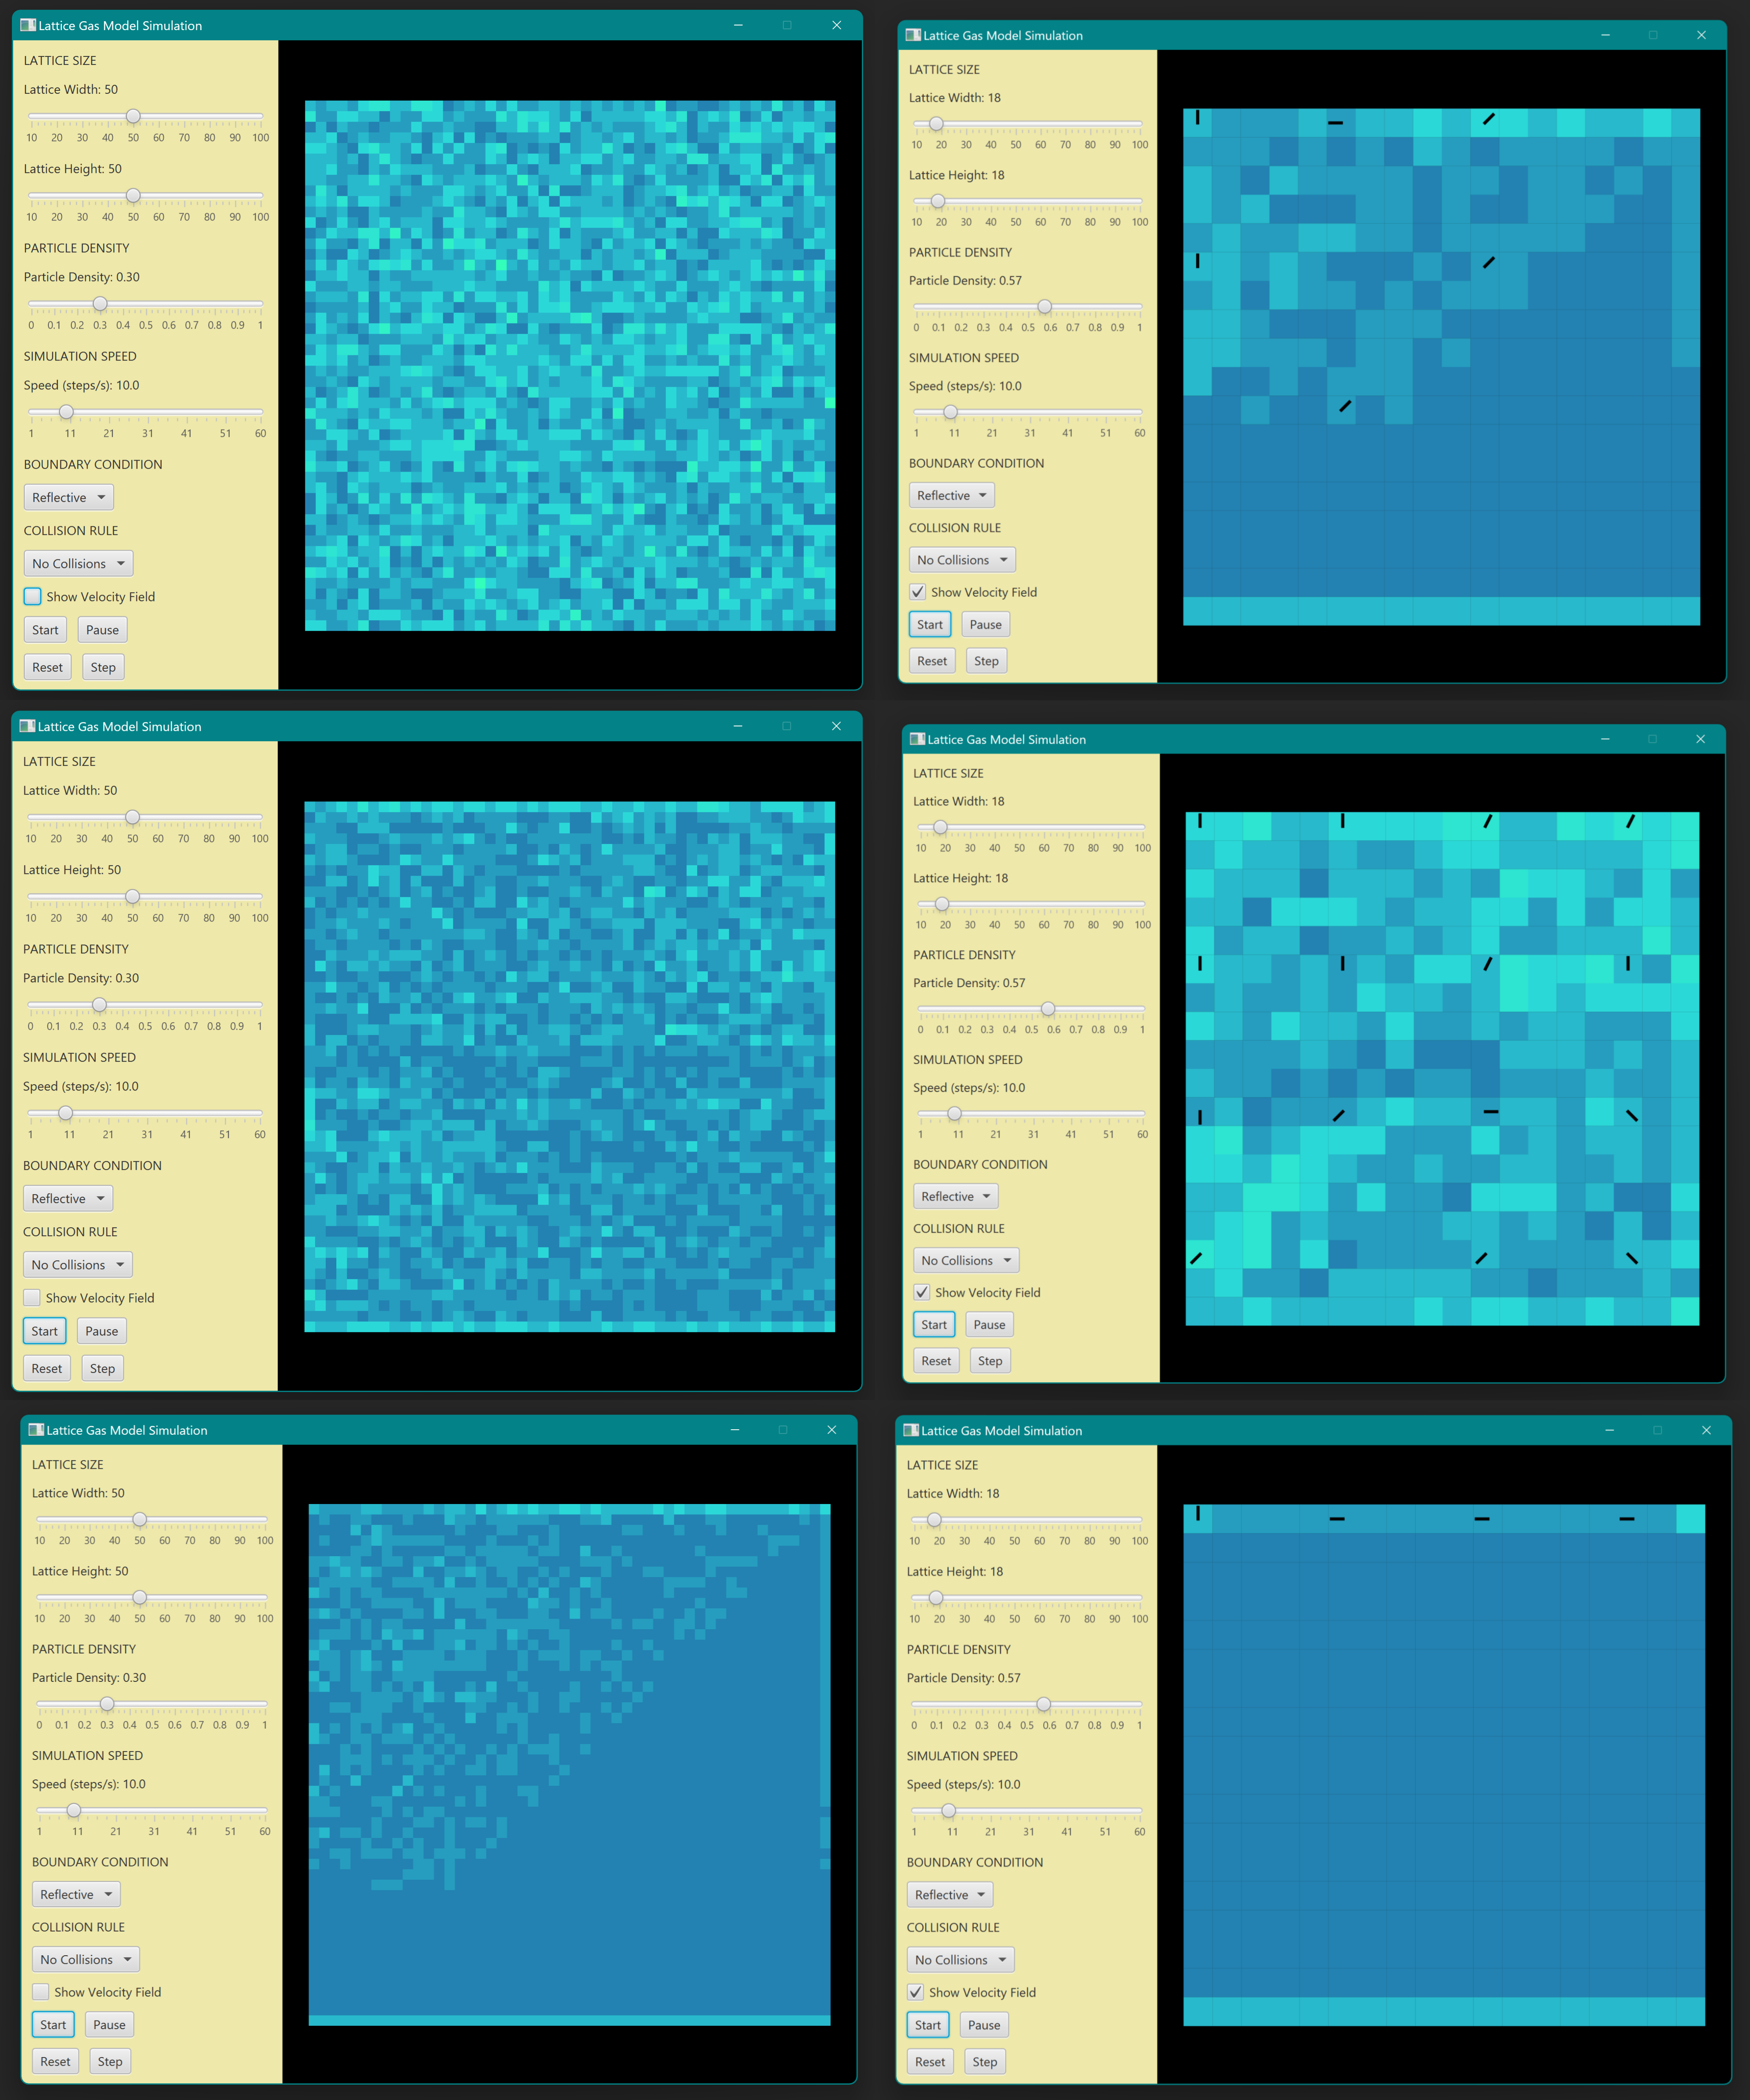 Lattice Gas Model Simulation
LATTICE SIZE
Lattice Width: 50
10 20 30 40 50 60 70 80 90 100
Lattice Height: 50
10 20 30 40 50 60 70 80 90 100
PARTICLE DENSITY
Particle Density: 0.30
0 0.1 0.2 0.3 0.4 0.5 0.6 0.7 0.8 0.9 1
SIMULATION SPEED
Speed (steps/s): 10.0
1 11 21 31 41 51 60
BOUNDARY CONDITION
Reflective
COLLISION RULE
No Collisions
Show Velocity Field
Start Pause
Reset Step
Lattice Gas Model Simulation
LATTICE SIZE
Lattice Width: 18
10 20 30 40 50 60 70 80 90 100
Lattice Height: 18
10 20 30 40 50 60 70 80 90 100
PARTICLE DENSITY
Particle Density: 0.57
0 0.1 0.2 0.3 0.4 0.5 0.6 0.7 0.8 0.9 1
SIMULATION SPEED
Speed (steps/s): 10.0
1 11 21 31 41 51 60
BOUNDARY CONDITION
Reflective
COLLISION RULE
No Collisions
Show Velocity Field
Start Pause
Reset Step
Lattice Gas Model Simulation
LATTICE SIZE
Lattice Width: 50
10 20 30 40 50 60 70 80 90 100
Lattice Height: 50
10 20 30 40 50 60 70 80 90 100
PARTICLE DENSITY
Particle Density: 0.30
0 0.1 0.2 0.3 0.4 0.5 0.6 0.7 0.8 0.9 1
SIMULATION SPEED
Speed (steps/s): 10.0
1 11 21 31 41 51 60
BOUNDARY CONDITION
Reflective
COLLISION RULE
No Collisions
Show Velocity Field
Start Pause
Reset Step
Lattice Gas Model Simulation
LATTICE SIZE
Lattice Width: 18
10 20 30 40 50 60 70 80 90 100
Lattice Height: 18
10 20 30 40 50 60 70 80 90 100
PARTICLE DENSITY
Particle Density: 0.57
0 0.1 0.2 0.3 0.4 0.5 0.6 0.7 0.8 0.9 1
SIMULATION SPEED
Speed (steps/s): 10.0
1 11 21 31 41 51 60
BOUNDARY CONDITION
Reflective
COLLISION RULE
No Collisions
Show Velocity Field
Start Pause
Reset Step
Lattice Gas Model Simulation
LATTICE SIZE
Lattice Width: 50
10 20 30 40 50 60 70 80 90 100
Lattice Height: 50
10 20 30 40 50 60 70 80 90 100
PARTICLE DENSITY
Particle Density: 0.30
0 0.1 0.2 0.3 0.4 0.5 0.6 0.7 0.8 0.9 1
SIMULATION SPEED
Speed (steps/s): 10.0
1 11 21 31 41 51 60
BOUNDARY CONDITION
Reflective
COLLISION RULE
No Collisions
Show Velocity Field
Start Pause
Reset Step
Lattice Gas Model Simulation
LATTICE SIZE
Lattice Width: 18
10 20 30 40 50 60 70 80 90 100
Lattice Height: 18
10 20 30 40 50 60 70 80 90 100
PARTICLE DENSITY
Particle Density: 0.57
0 0.1 0.2 0.3 0.4 0.5 0.6 0.7 0.8 0.9 1
SIMULATION SPEED
Speed (steps/s): 10.0
1 11 21 31 41 51 60
BOUNDARY CONDITION
Reflective
COLLISION RULE
No Collisions
Show Velocity Field
Start Pause
Reset Step